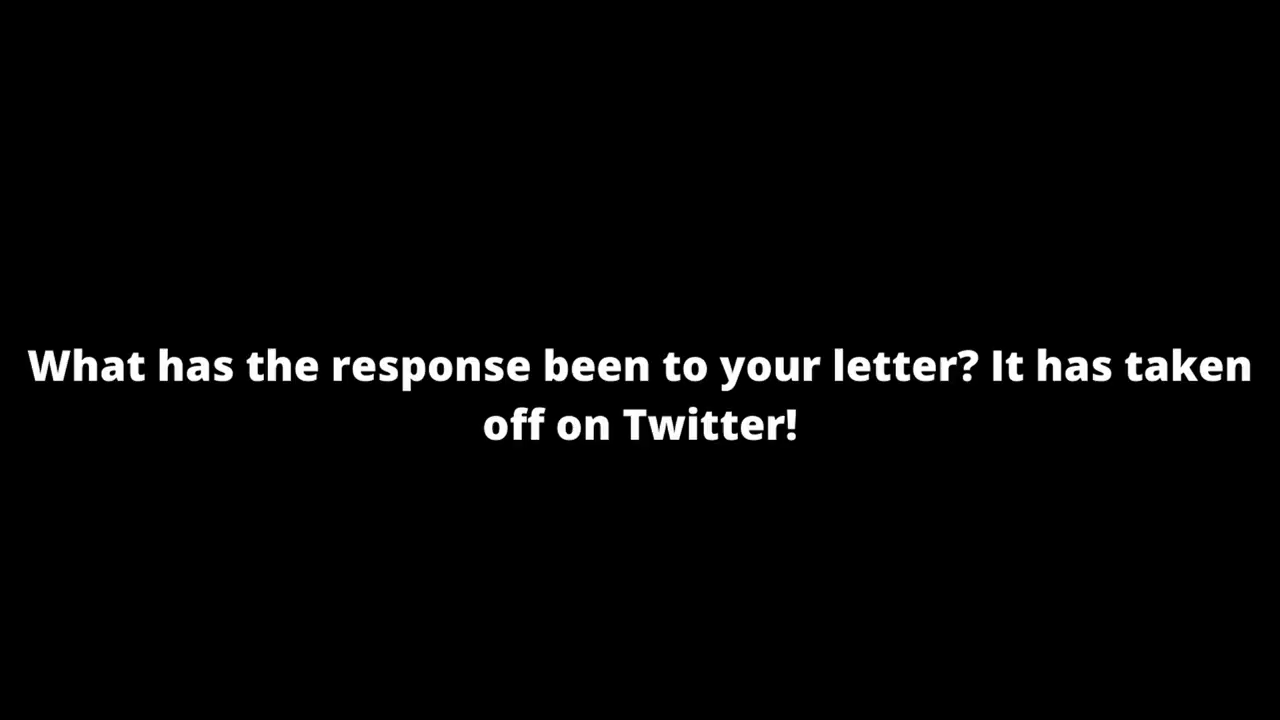 What has the response been to your letter? It has taken
off on Twitter!